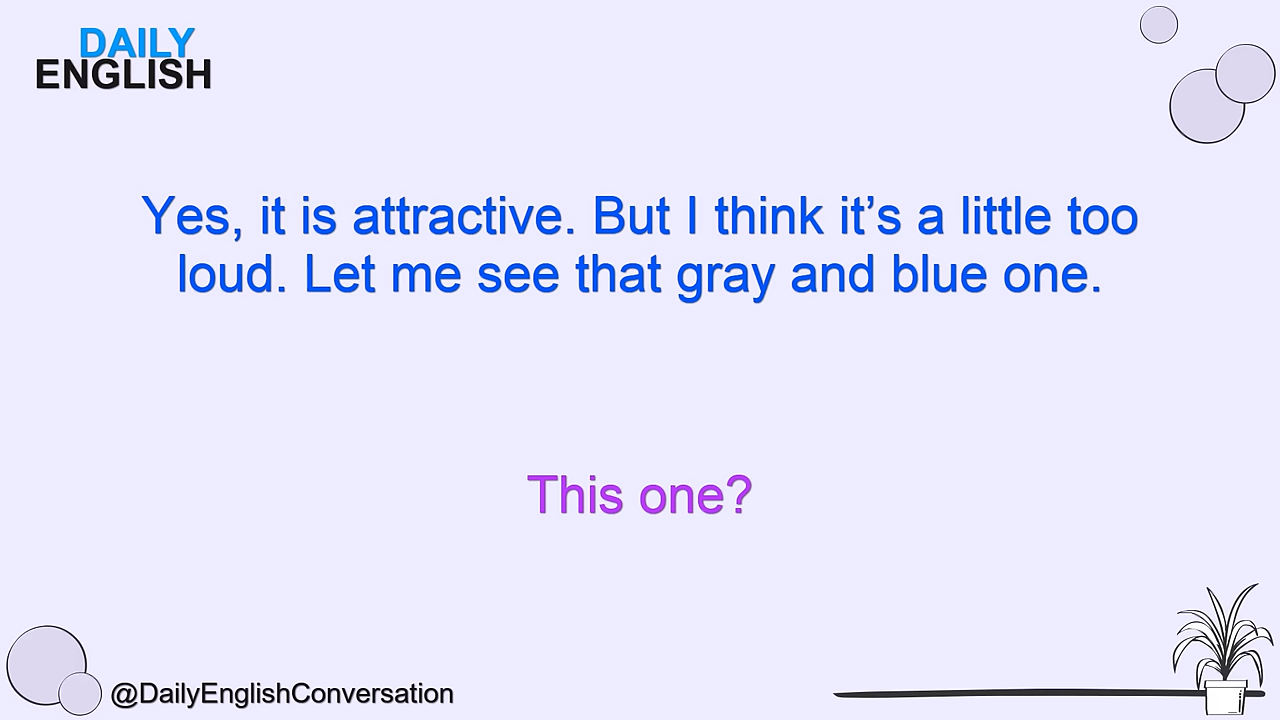 DAILY
ENGLISH
Yes, it is attractive. But I think it’s a little too
loud. Let me see that gray and blue one.
This one?
@DailyEnglishConversation